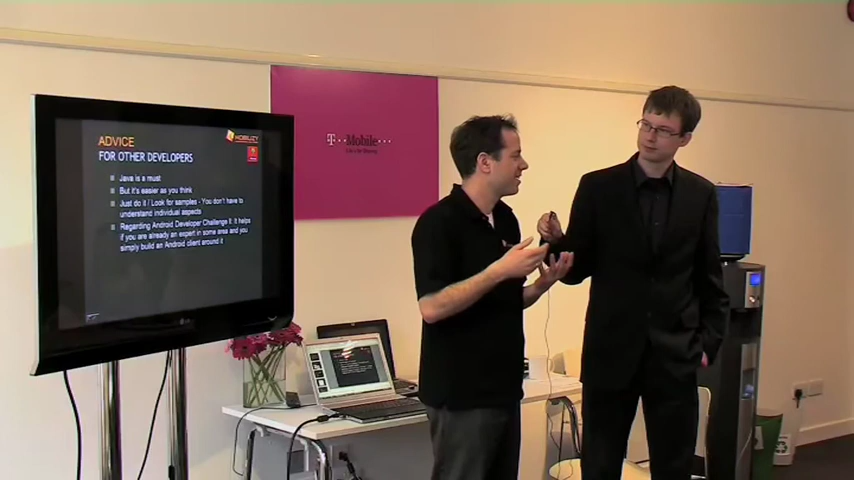 ADVICE
FOR OTHER DEVELOPERS
MOBILIZY
Java is a must
But it's easier as you think
Just do it / Look for samples - You don't have to
understand individual aspects
Regarding Android Developer Challenge II: it helps
if you are already an expert in some area and you
simply build an Android client around it
T··Mobile···
LG